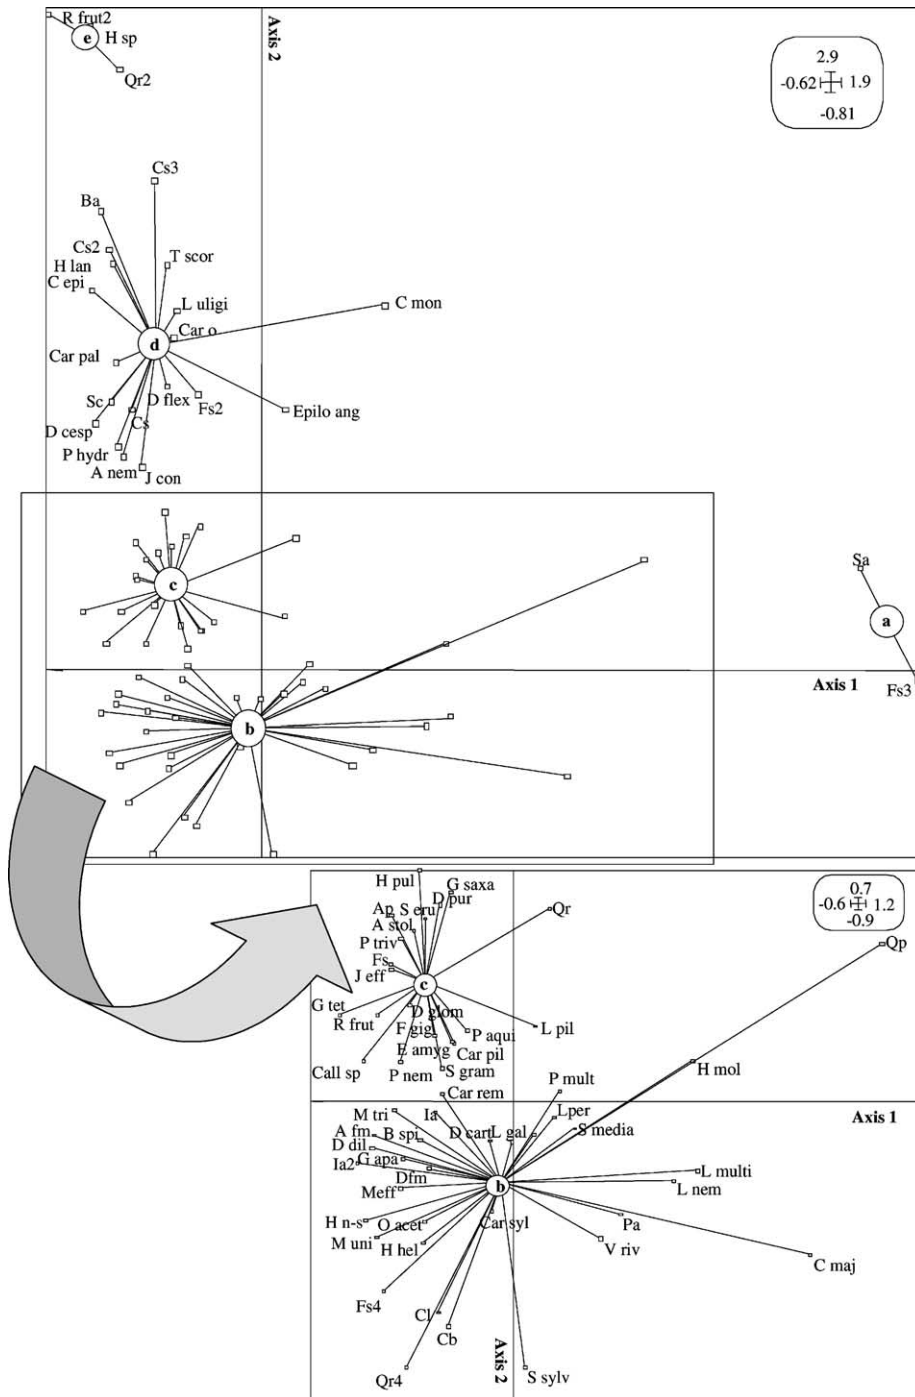 R frut2
e
H sp
Qr2
Axis 2
2.9
-0.62
1.9
-0.81
Cs3
Ba
Cs2
T scor
H lan
C epi
L uligi
C mon
Car o
d
Car pal
D flex
Sc
Fs2
Epilo ang
Cs
D cesp
P hydr
A nem
J con
c
Sa
a
Axis 1
Fs3
b
H pul
G saxa
D pur
Ap
S eru
Qr
A stol
P triv
0.7
-0.6
1.2
-0.9
Qp
Fs
J eff
c
G tet
D glom
R frut
F gig
P aqui
L pil
E amyg
Car pil
Call sp
P nem
S gram
H mol
P mult
Car rem
Axis 1
M tri
Ia
Lper
A fm
B spi
D cart
L gal
S media
D dil
Ia2
G apa
Dfm
L multi
Meff
b
L nem
H n-s
O acet
Car syl
Pa
M uni
H hel
V riv
C maj
Fs4
Cl
Cb
Axis 2
Qr4
S sylv